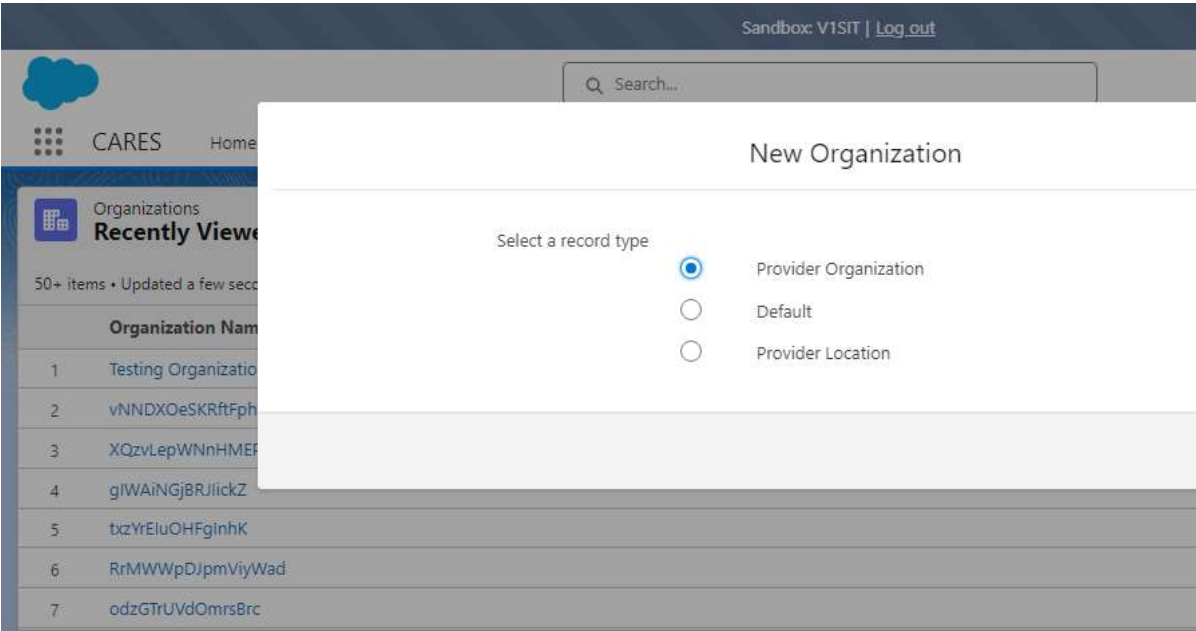 Sandbox: V1SIT | Log out
Search...
CARES Home
New Organization
Organizations
Recently Viewe
Select a record type
Provider Organization
50+ items • Updated a few seco
Default
Organization Nam
Provider Location
1 Testing Organizatio
2 vNNDXOeSKRftFph
3 XQzvLepWNnHMEP
4 gIWAiNGjBRJIickZ
5 txzYrEIuOHFgInhK
6 RrMWWpDJpmViyWad
7 odzGTrUVdOmrsBrc